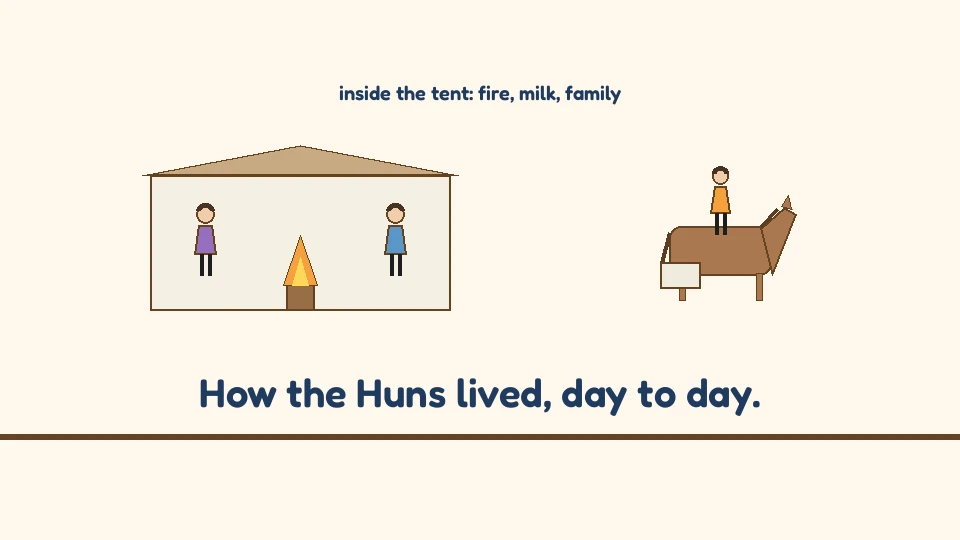 inside the tent: fire, milk, family
How the Huns lived, day to day.